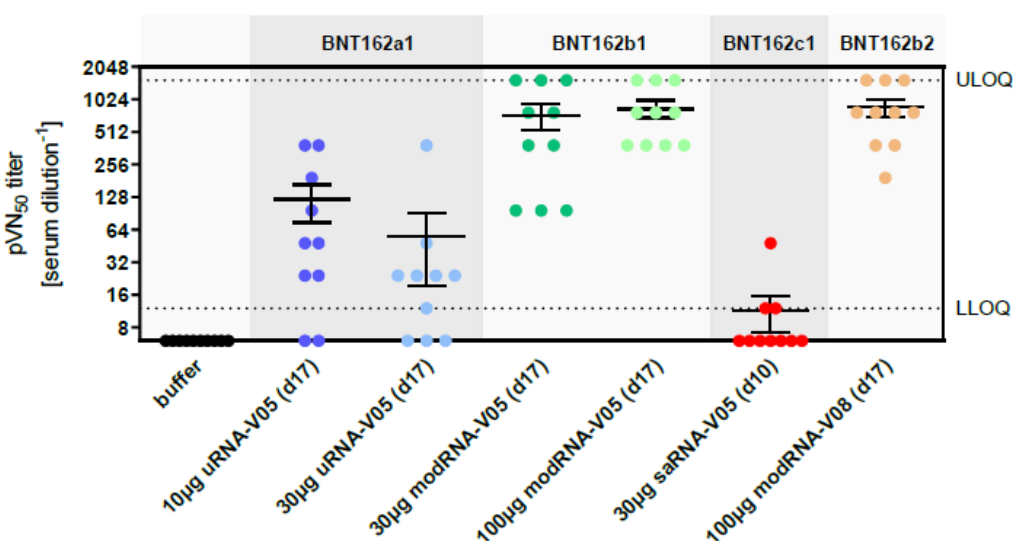 BNT162a1 BNT162b1 BNT162c1 BNT162b2
2048
ULOQ
1024
512
256
128
64
32
16
LLOQ
8
pVN50 titer
[serum dilution-1]
buffer
10µg uRNA-V05 (d17)
30µg uRNA-V05 (d17)
30µg modRNA-V05 (d17)
100µg modRNA-V05 (d17)
30µg saRNA-V05 (d10)
100µg modRNA-V08 (d17)